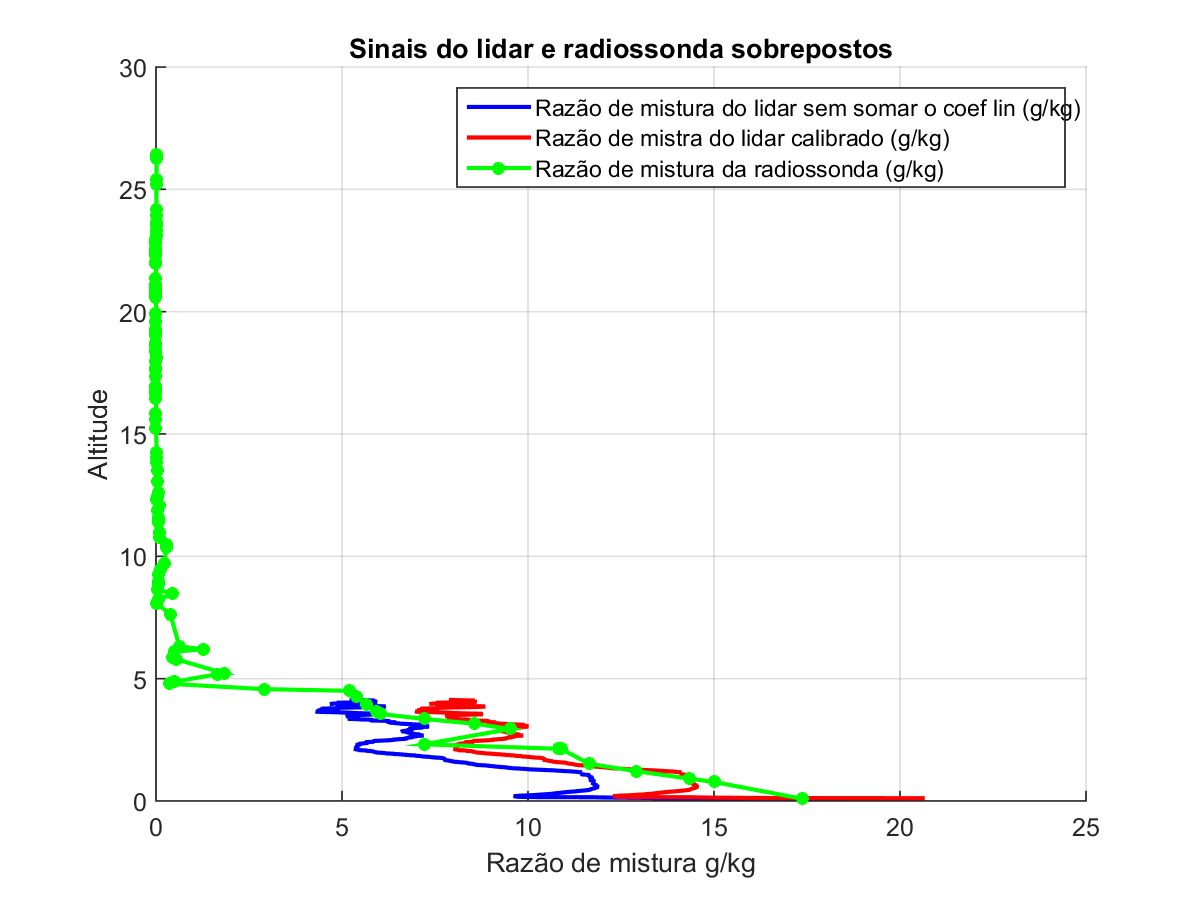 Sinais do lidar e radiossonda sobrepostos
30
Razão de mistura do lidar sem somar o coef lin (g/kg)
Razão de mistra do lidar calibrado (g/kg)
Razão de mistura da radiossonda (g/kg)
25
20
15
10
5
0
Altitude
0 5 10 15 20 25
Razão de mistura g/kg